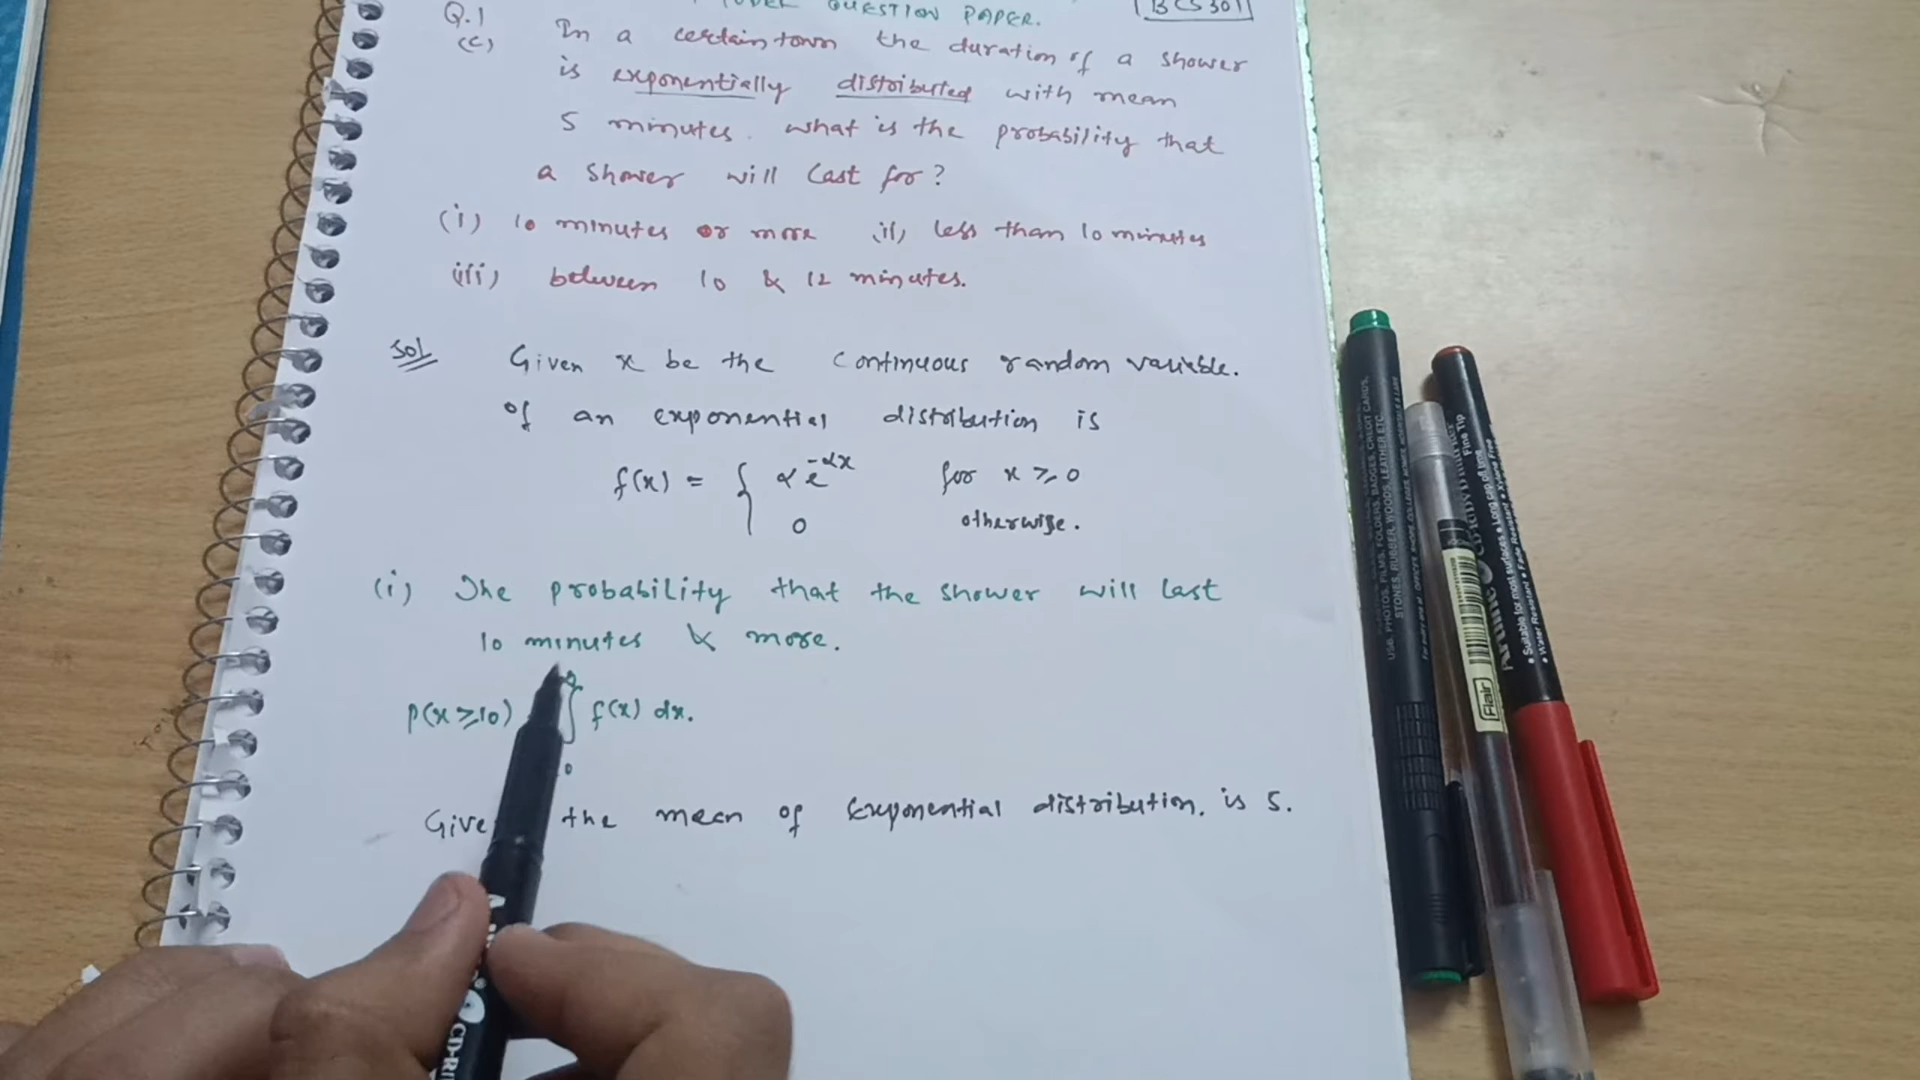 QUESTION PAPER.
BCS301
Q.1
(c) In a certain town the duration of a shower
is exponentially distributed with mean
5 minutes. what is the probability that
a shower will last for?
(i) 10 minutes or more ii) less than 10 minutes
iii) between 10 & 12 minutes.
Sol Given x be the continuous random variable.
of an exponential distribution is
f(x) = { αe^-αx for x ≥ 0
0 otherwise.
(i) The probability that the shower will last
10 minutes & more.
P(x ≥ 10) ∫ f(x) dx.
Give the mean of Exponential distribution. is 5.
Flair
Fine Tip